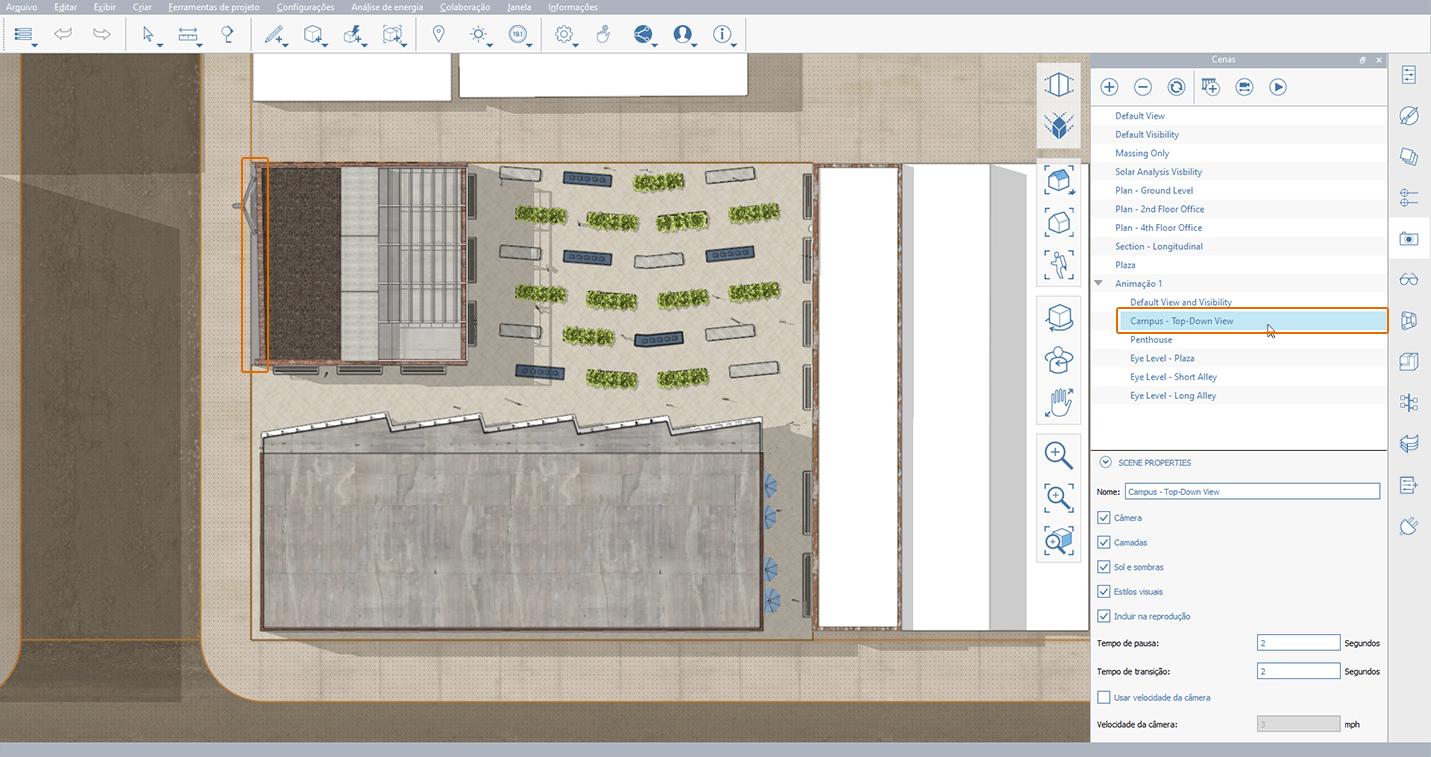 Arquivo Editar Exibir Criar Ferramentas de projeto Configurações Análise de energia Colaboração Janela Informações
19.1
Cenas
Default View
Default Visibility
Massing Only
Solar Analysis Visbility
Plan - Ground Level
Plan - 2nd Floor Office
Plan - 4th Floor Office
Section - Longitudinal
Plaza
Animação 1
Default View and Visibility
Campus - Top-Down View
Penthouse
Eye Level - Plaza
Eye Level - Short Alley
Eye Level - Long Alley
SCENE PROPERTIES
Nome: Campus - Top-Down View
Câmera
Camadas
Sol e sombras
Estilos visuais
Incluir na reprodução
Tempo de pausa: 2 Segundos
Tempo de transição: 2 Segundos
Usar velocidade da câmera
Velocidade da câmera: 3 mph